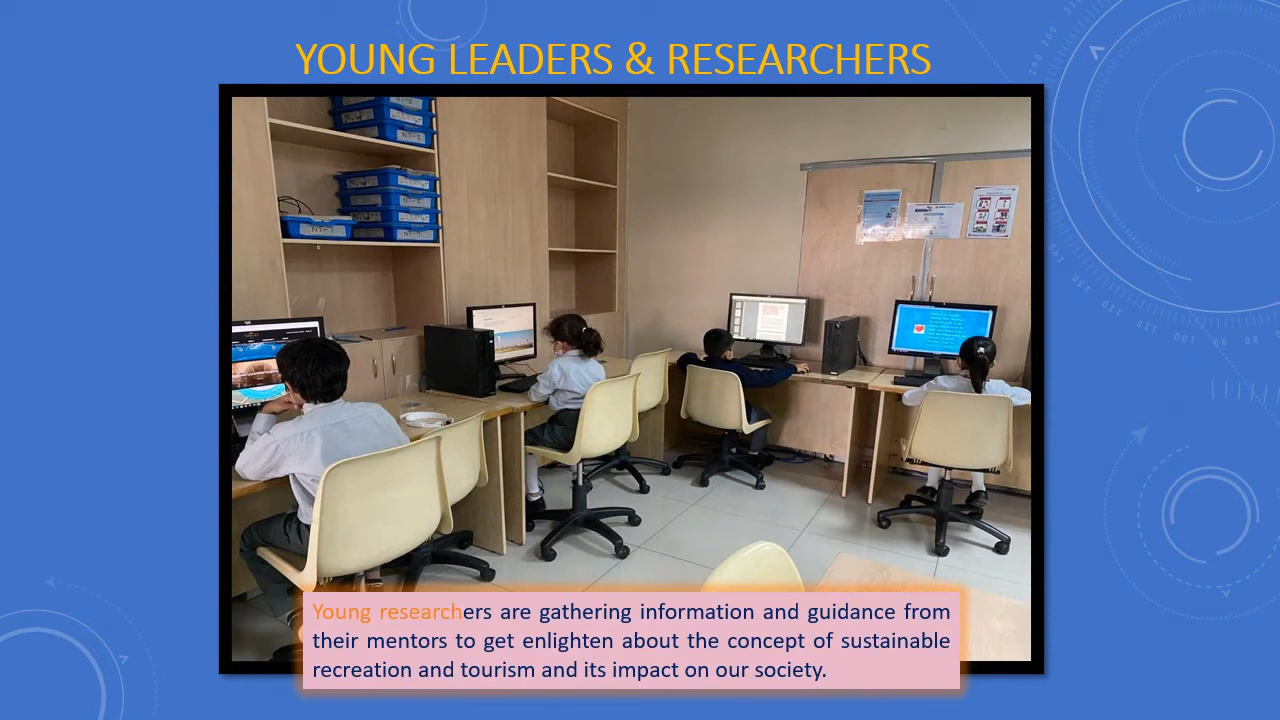 YOUNG LEADERS & RESEARCHERS
Young researchers are gathering information and guidance from
their mentors to get enlighten about the concept of sustainable
recreation and tourism and its impact on our society.